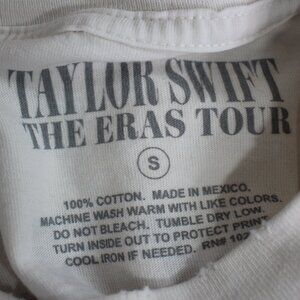 TAYLOR SWIFT
THE ERAS TOUR
S
100% COTTON. MADE IN MEXICO.
MACHINE WASH WARM WITH LIKE COLORS.
DO NOT BLEACH. TUMBLE DRY LOW.
TURN INSIDE OUT TO PROTECT PRINT.
COOL IRON IF NEEDED. RN#